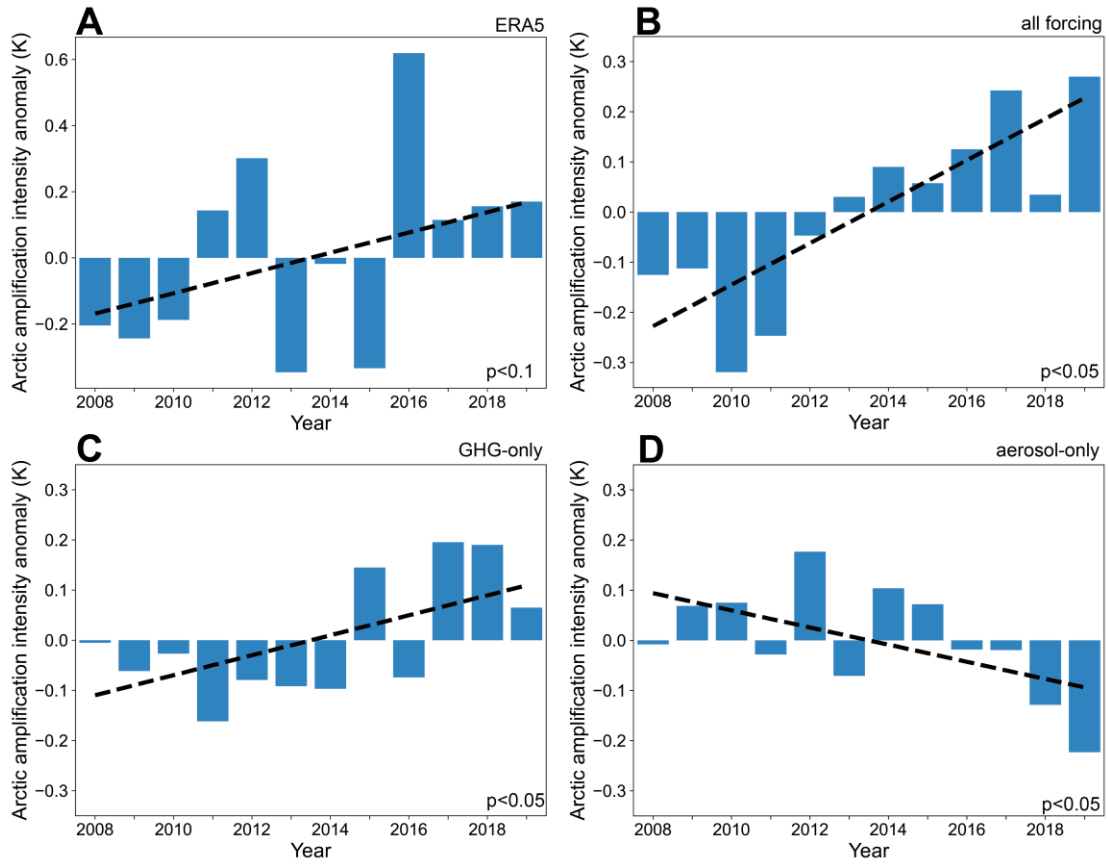 A
ERA5
Arctic amplification intensity anomaly (K)
0.6
0.4
0.2
0.0
−0.2
p<0.1
2008 2010 2012 2014 2016 2018
Year
B
all forcing
Arctic amplification intensity anomaly (K)
0.3
0.2
0.1
0.0
−0.1
−0.2
−0.3
p<0.05
2008 2010 2012 2014 2016 2018
Year
C
GHG-only
Arctic amplification intensity anomaly (K)
0.3
0.2
0.1
0.0
−0.1
−0.2
−0.3
p<0.05
2008 2010 2012 2014 2016 2018
Year
D
aerosol-only
Arctic amplification intensity anomaly (K)
0.3
0.2
0.1
0.0
−0.1
−0.2
−0.3
p<0.05
2008 2010 2012 2014 2016 2018
Year